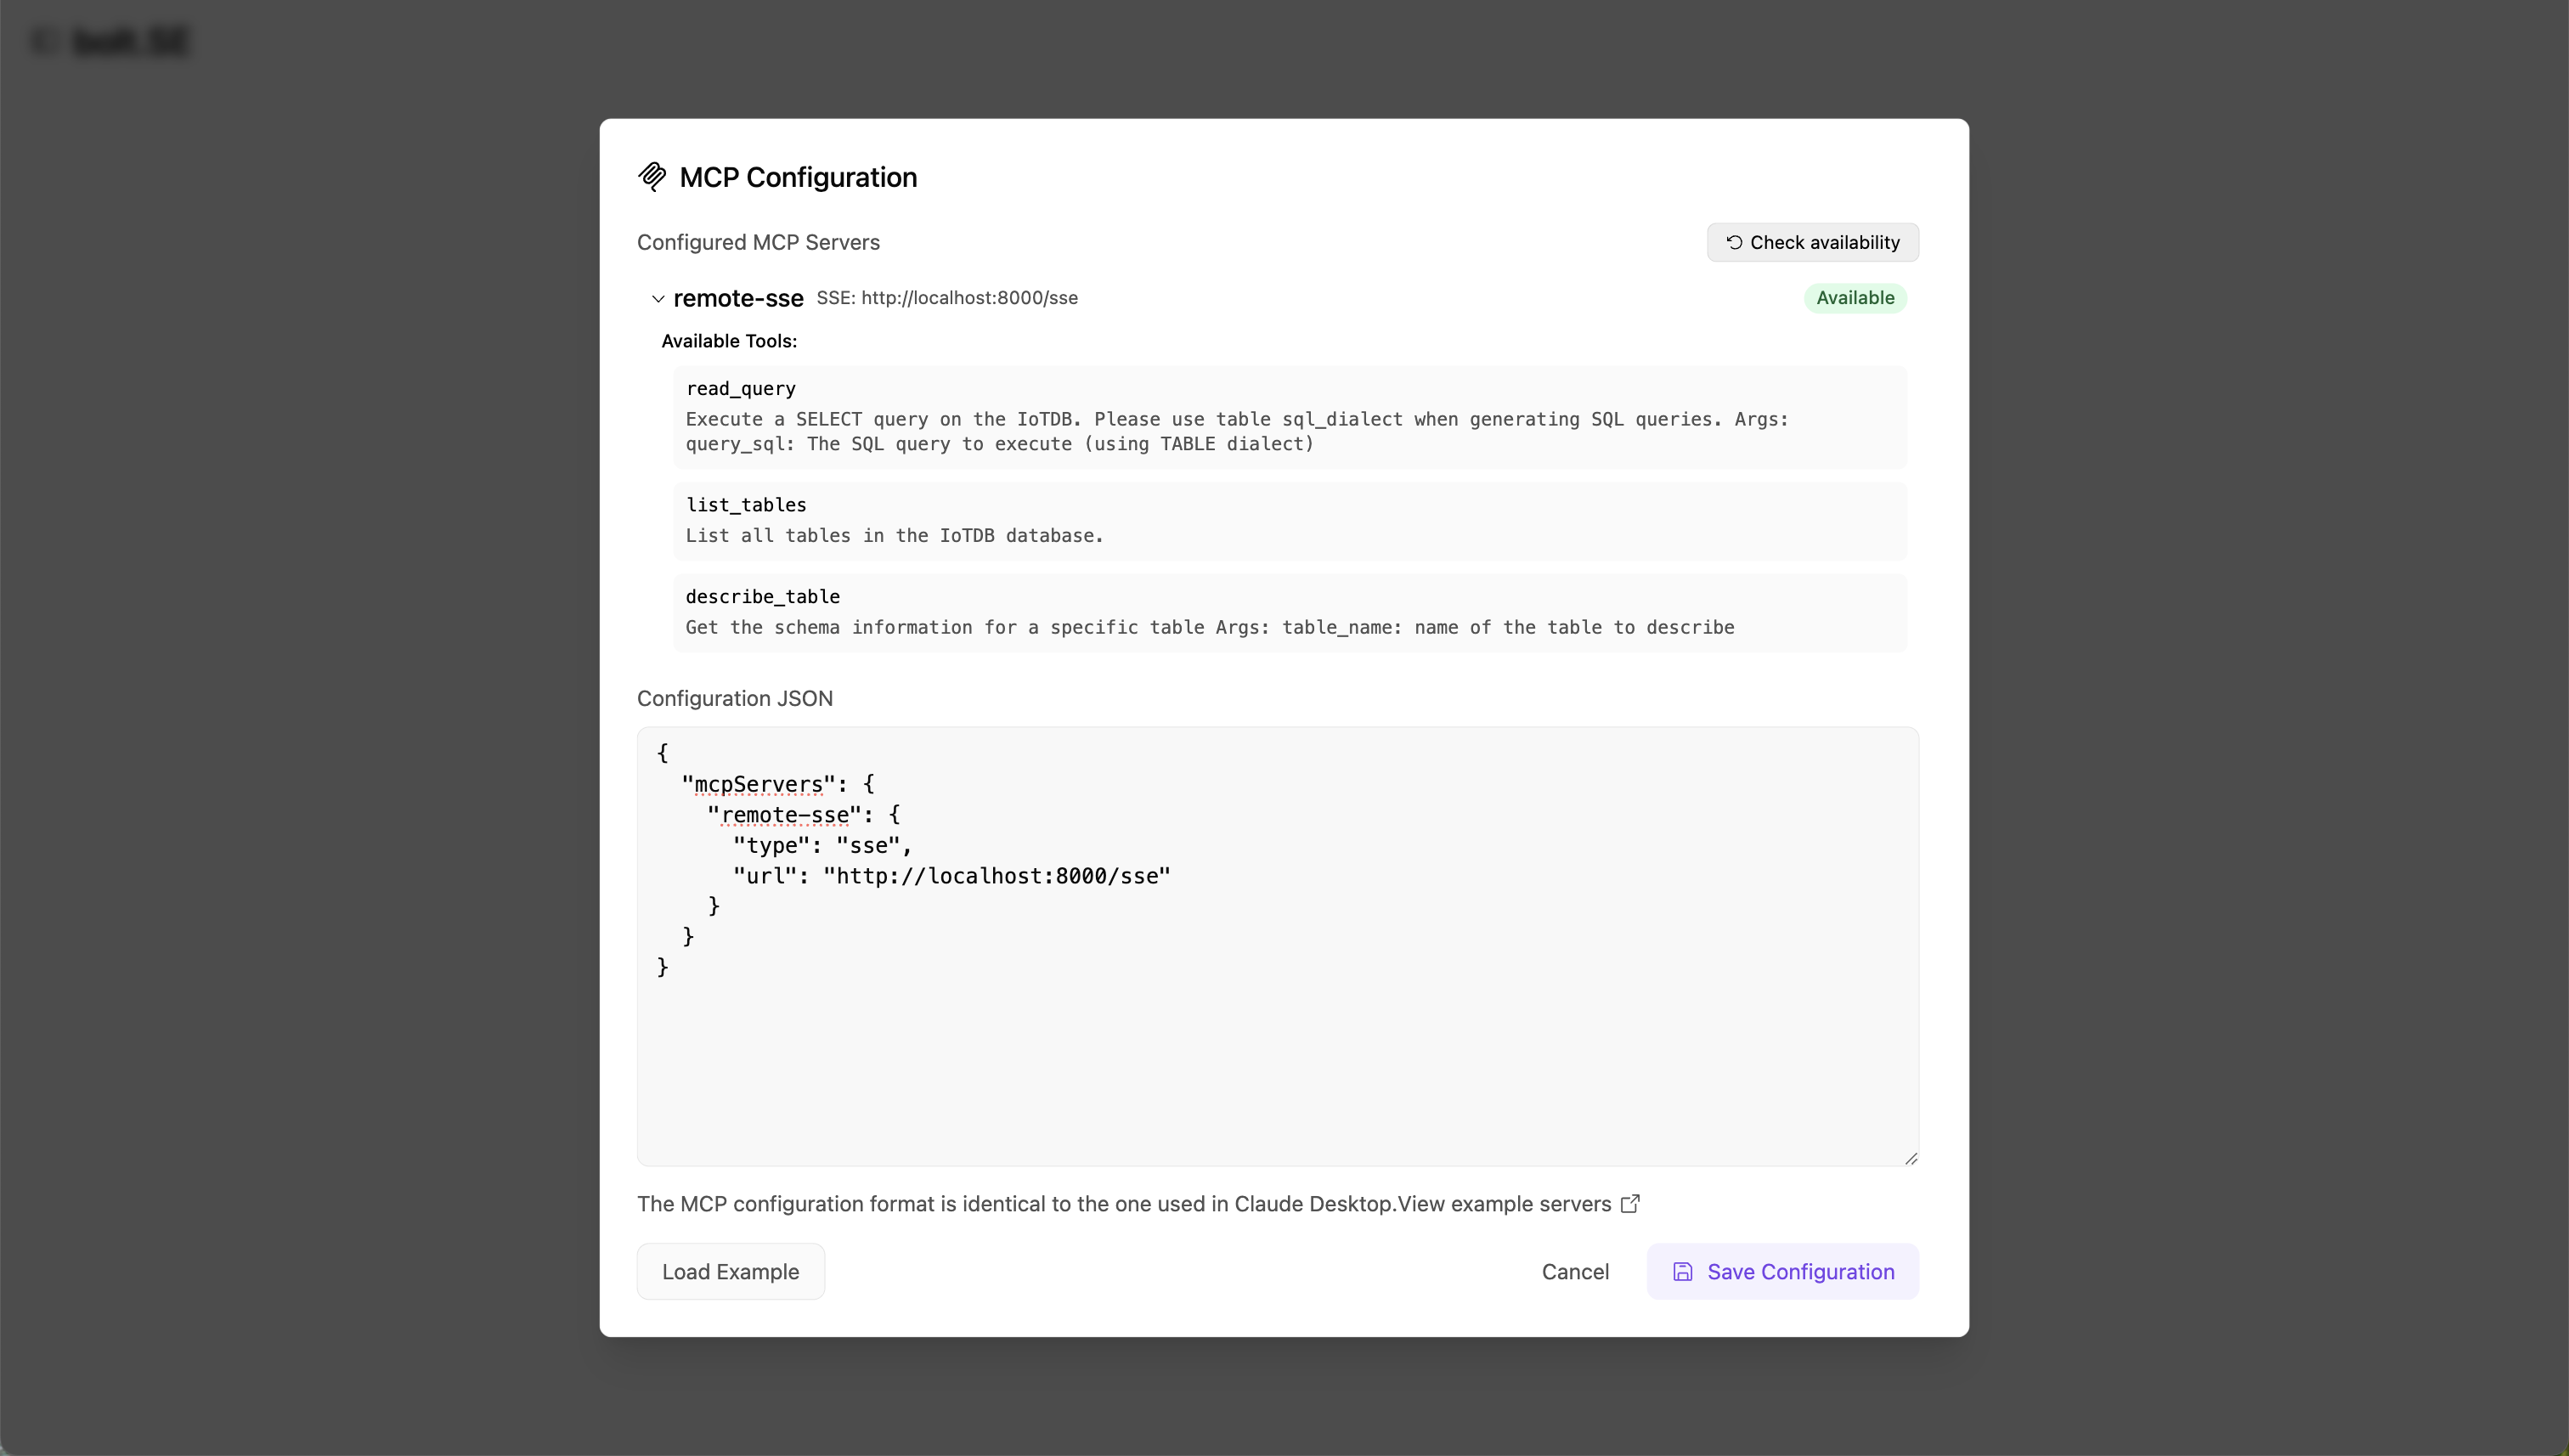 bolt.SE
MCP Configuration
Configured MCP Servers
Check availability
remote-sse SSE: http://localhost:8000/sse
Available
Available Tools:
read_query
Execute a SELECT query on the IoTDB. Please use table sql_dialect when generating SQL queries. Args:
query_sql: The SQL query to execute (using TABLE dialect)
list_tables
List all tables in the IoTDB database.
describe_table
Get the schema information for a specific table Args: table_name: name of the table to describe
Configuration JSON
{
  "mcpServers": {
    "remote-sse": {
      "type": "sse",
      "url": "http://localhost:8000/sse"
    }
  }
}
The MCP configuration format is identical to the one used in Claude Desktop.View example servers
Load Example
Cancel
Save Configuration